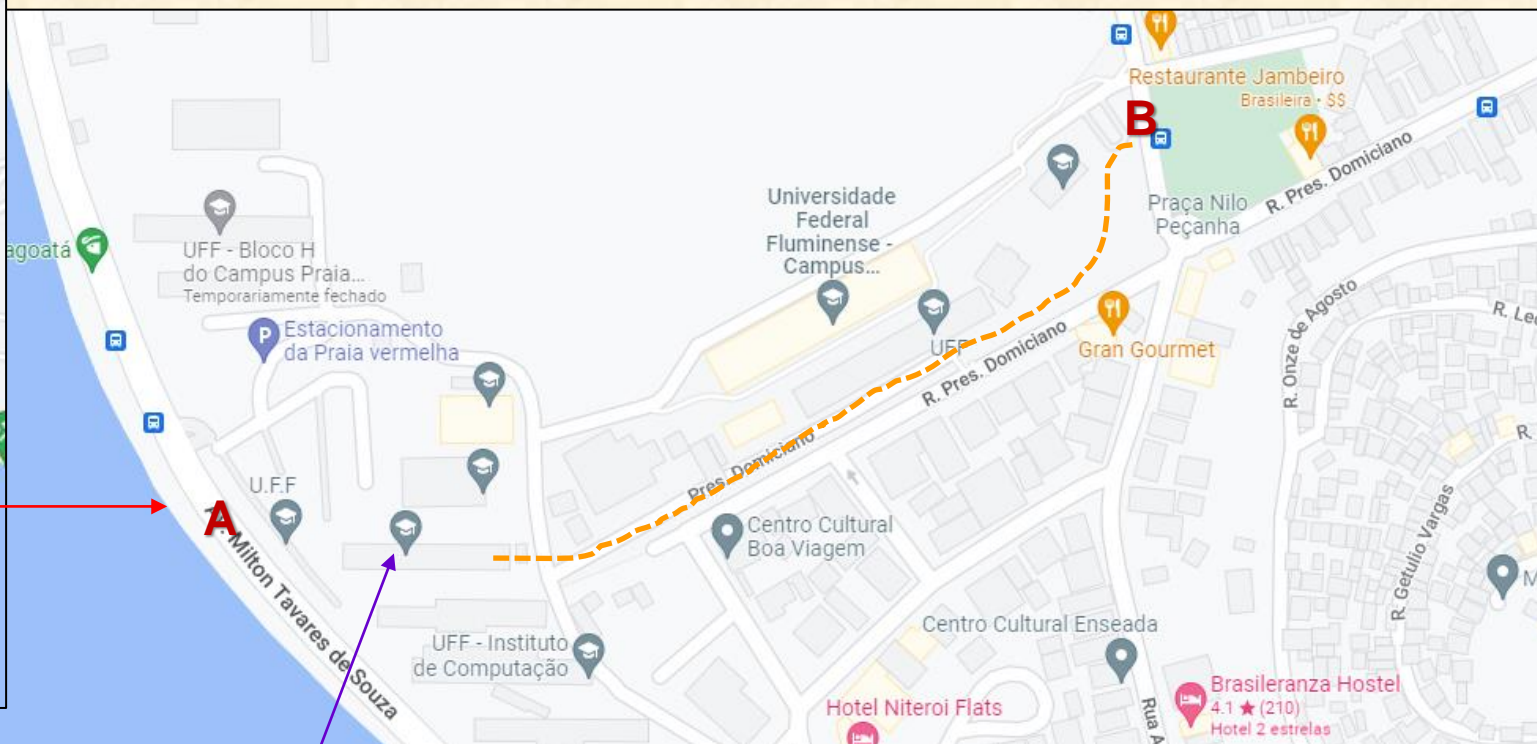 Restaurante Jambeiro
Brasileira · $$
B
R. Pres. Domiciano
Universidade
Federal
Fluminense -
Campus...
Praça Nilo
Peçanha
agoatá
UFF - Bloco H
do Campus Praia...
Temporariamente fechado
P
Estacionamento
da Praia vermelha
UFF
R. Pres. Domiciano
Gran Gourmet
R. Onze de Agosto
Pres. Domiciano
U.F.F
A
Milton Tavares de Souza
Centro Cultural
Boa Viagem
R. Getulio Vargas
UFF - Instituto
de Computação
Centro Cultural Enseada
Hotel Niteroi Flats
Brasileranza Hostel
4.1 ★ (210)
Hotel 2 estrelas
Rua